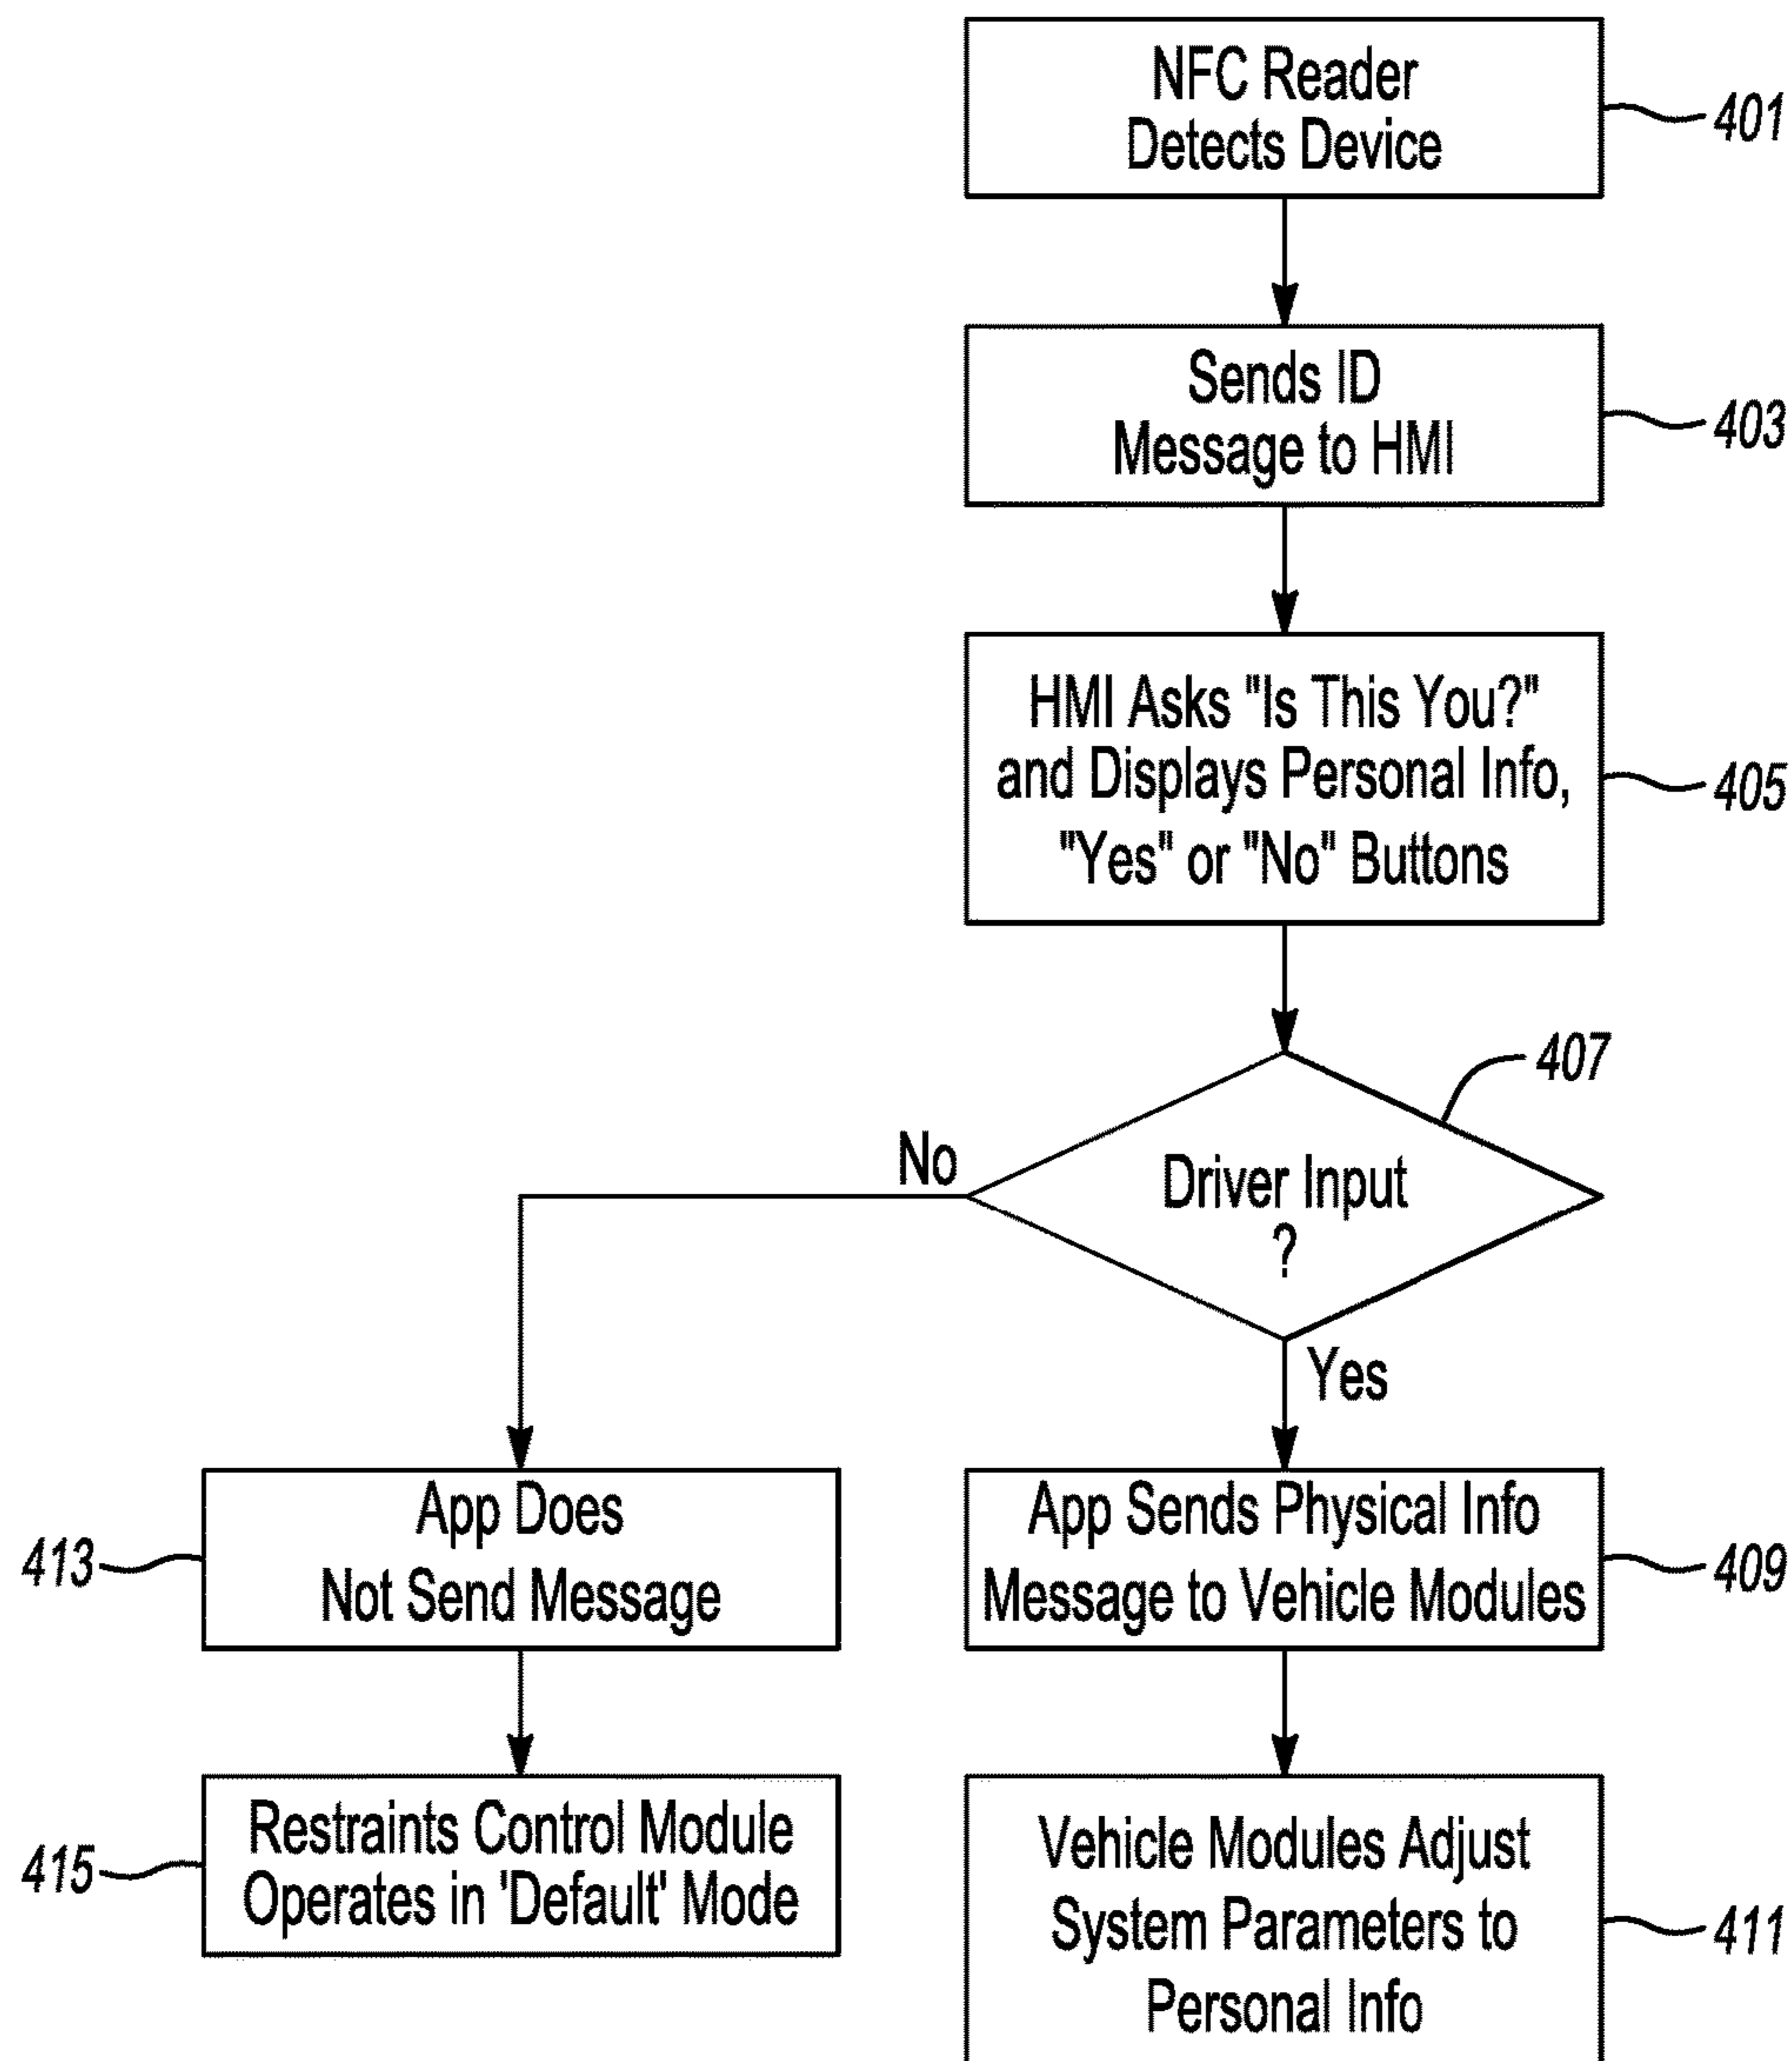 NFC Reader
Detects Device
401
Sends ID
Message to HMI
403
HMI Asks "Is This You?"
and Displays Personal Info,
"Yes" or "No" Buttons
405
407
Driver Input
?
No
Yes
App Does
Not Send Message
413
App Sends Physical Info
Message to Vehicle Modules
409
Restraints Control Module
Operates in 'Default' Mode
415
Vehicle Modules Adjust
System Parameters to
Personal Info
411